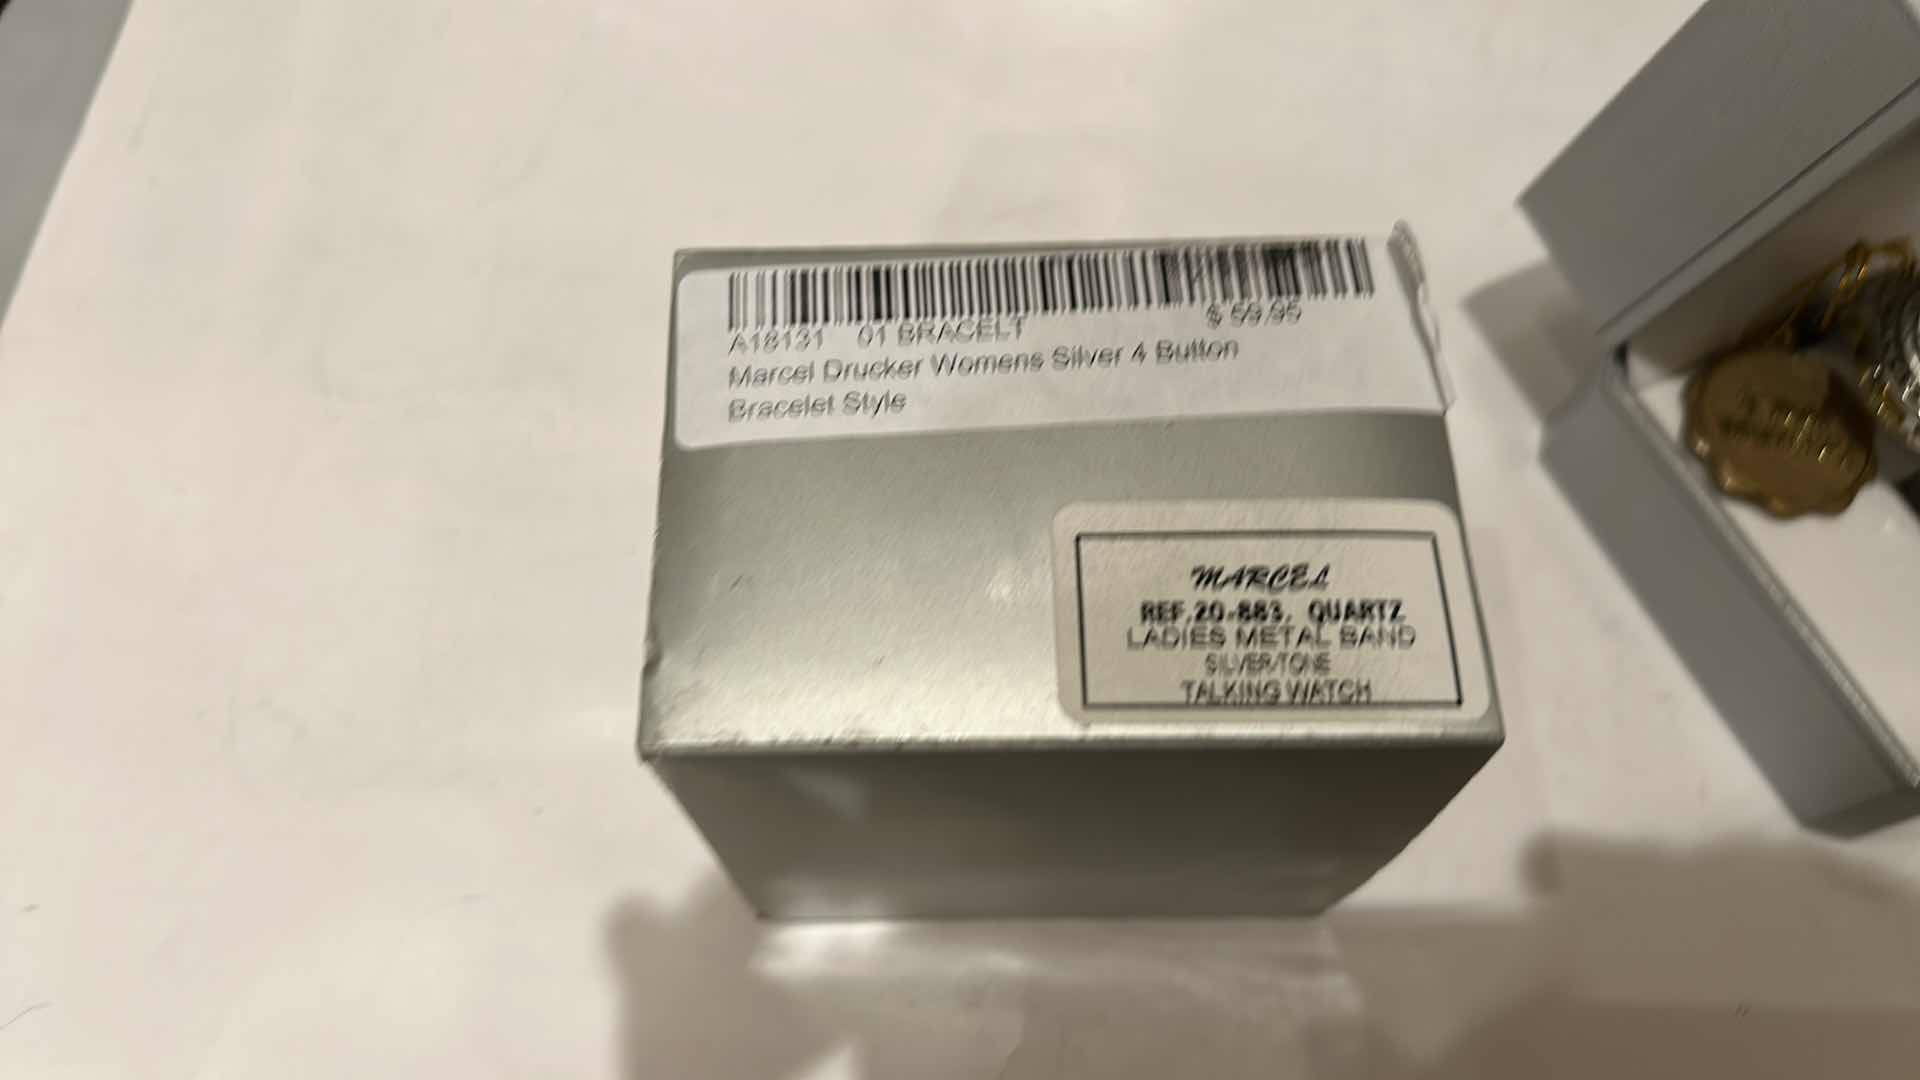 A18131 01 BRACELT $ 59.95
Marcel Drucker Womens Silver 4 Button
Bracelet Style
MARCEL
REF.20-883, QUARTZ
LADIES METAL BAND
SILVER/TONE
TALKING WATCH